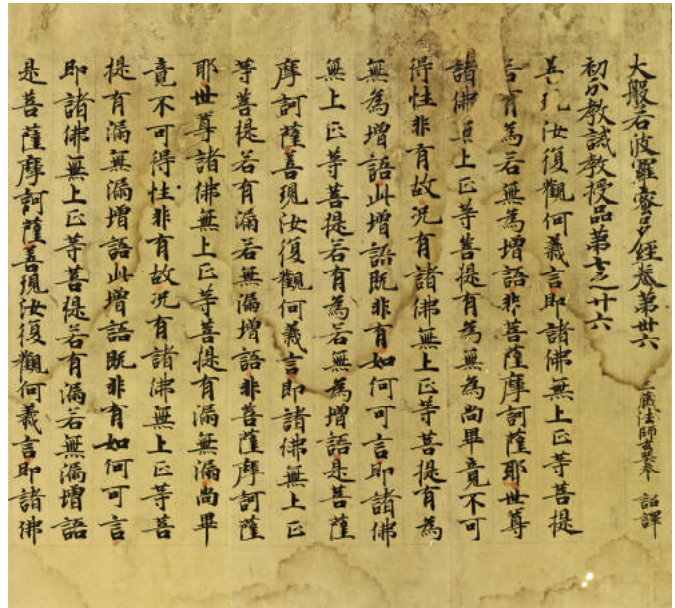 大般若波羅蜜多經卷第卅六 三藏法師玄奘奉 詔譯
初分教誡教授品第七之廿六
善現汝復觀何義言即諸佛無上正等菩提
若有為若無為增語非菩薩摩訶薩耶世尊
諸佛無上正等菩提有為無為尚畢竟不可
得性非有故况有諸佛無上正等菩提有為
無為增語此增語既非有如何可言即諸佛
無上正等菩提若有為若無為增語是菩薩
摩訶薩善現汝復觀何義言即諸佛無上正
等菩提若有漏若無漏增語非菩薩摩訶薩
耶世尊諸佛無上正等菩提有漏無漏尚畢
竟不可得性非有故况有諸佛無上正等菩
提有漏無漏增語此增語既非有如何可言
即諸佛無上正等菩提若有漏若無漏增語
是菩薩摩訶薩善現汝復觀何義言即諸佛